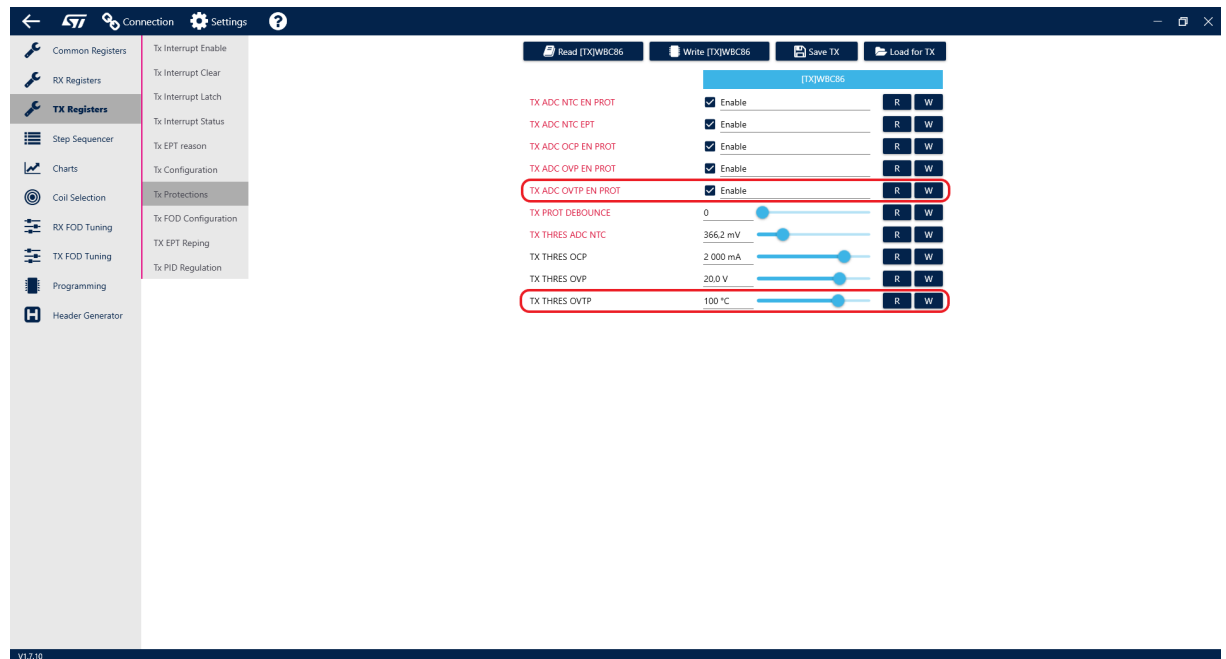 Connection Settings ?
Common Registers
RX Registers
TX Registers
Step Sequencer
Charts
Coil Selection
RX FOD Tuning
TX FOD Tuning
Programming
H Header Generator
Tx Interrupt Enable
Tx Interrupt Clear
Tx Interrupt Latch
Tx Interrupt Status
Tx EPT reason
Tx Configuration
Tx Protections
Tx FOD Configuration
TX EPT Reping
Tx PID Regulation
Read [TX]WBC86 Write [TX]WBC86 Save TX Load for TX
[TX]WBC86
TX ADC NTC EN PROT Enable R W
TX ADC NTC EPT Enable R W
TX ADC OCP EN PROT Enable R W
TX ADC OVP EN PROT Enable R W
TX ADC OVTP EN PROT Enable R W
TX PROT DEBOUNCE 0 R W
TX THRES ADC NTC 366,2 mV R W
TX THRES OCP 2 000 mA R W
TX THRES OVP 20,0 V R W
TX THRES OVTP 100 °C R W
V1.7.10